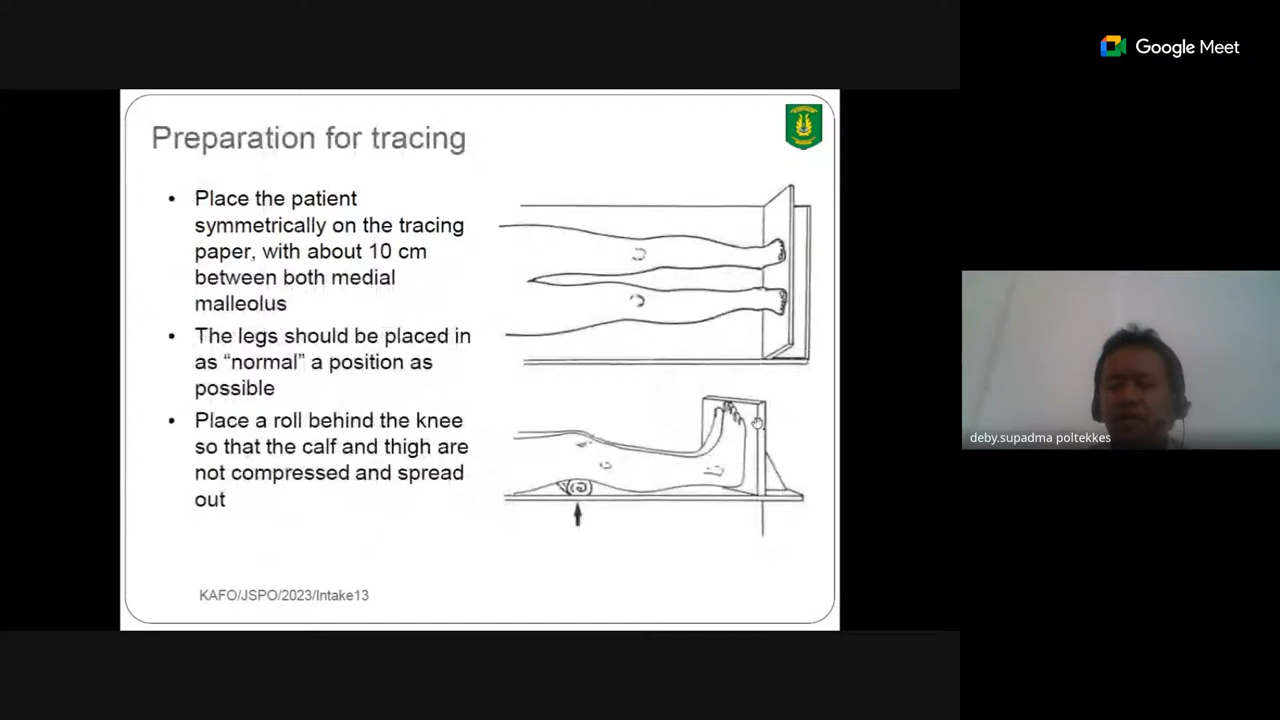 Google Meet
Preparation for tracing
• Place the patient
symmetrically on the tracing
paper, with about 10 cm
between both medial
malleolus
• The legs should be placed in
as “normal” a position as
possible
• Place a roll behind the knee
so that the calf and thigh are
not compressed and spread
out
KAFO/JSPO/2023/Intake13
deby.supadma poltekkes